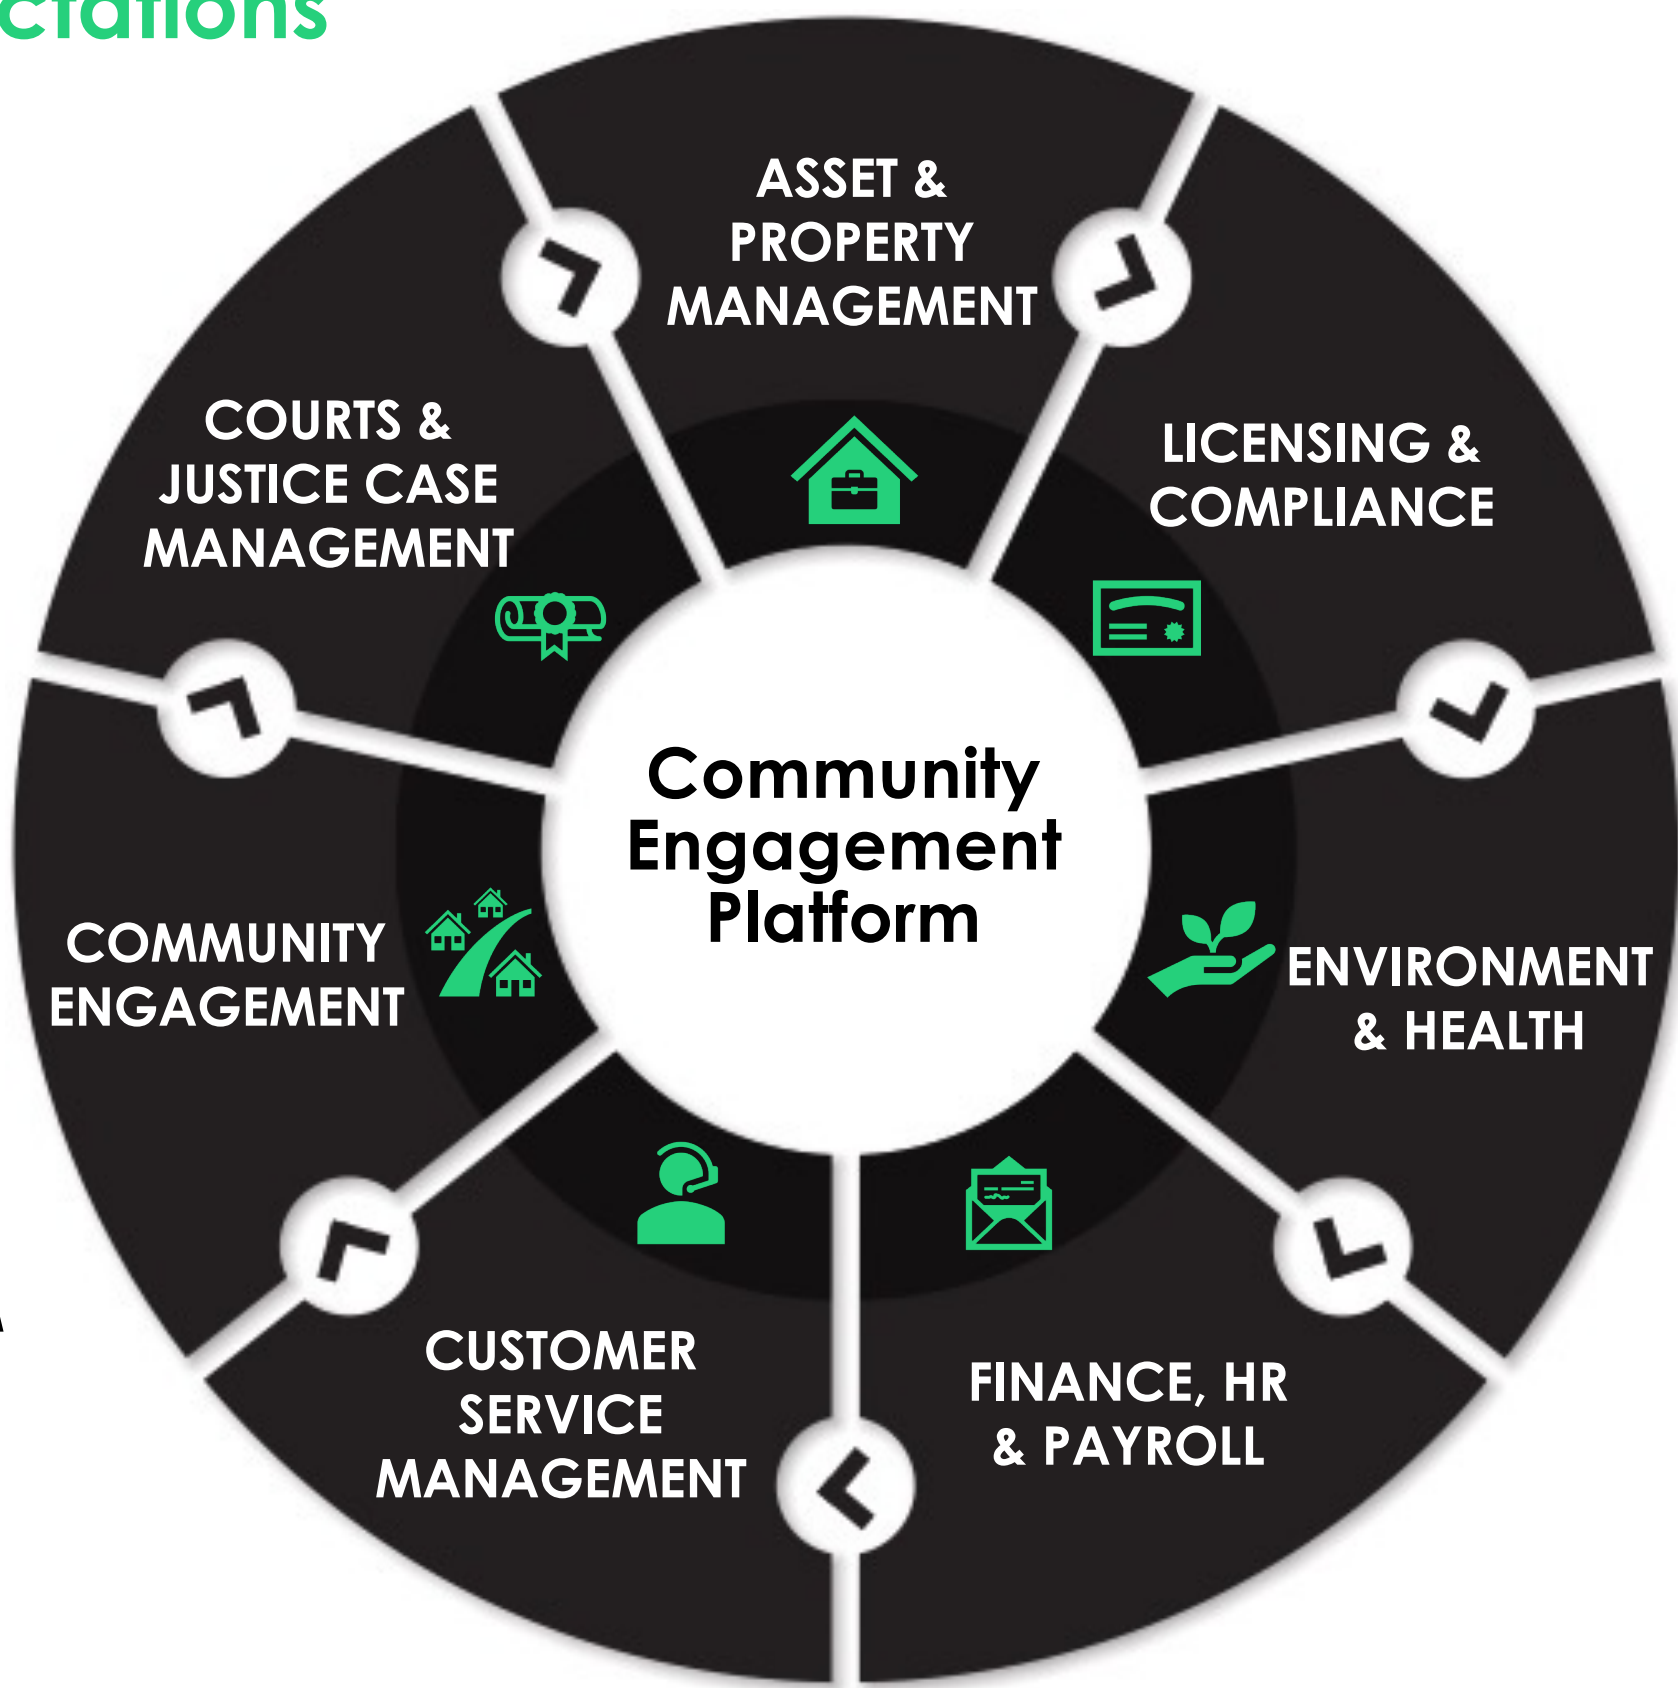 ctations
ASSET &
PROPERTY
MANAGEMENT
COURTS &
JUSTICE CASE
MANAGEMENT
LICENSING &
COMPLIANCE
Community
Engagement
Platform
COMMUNITY
ENGAGEMENT
ENVIRONMENT
& HEALTH
CUSTOMER
SERVICE
MANAGEMENT
FINANCE, HR
& PAYROLL